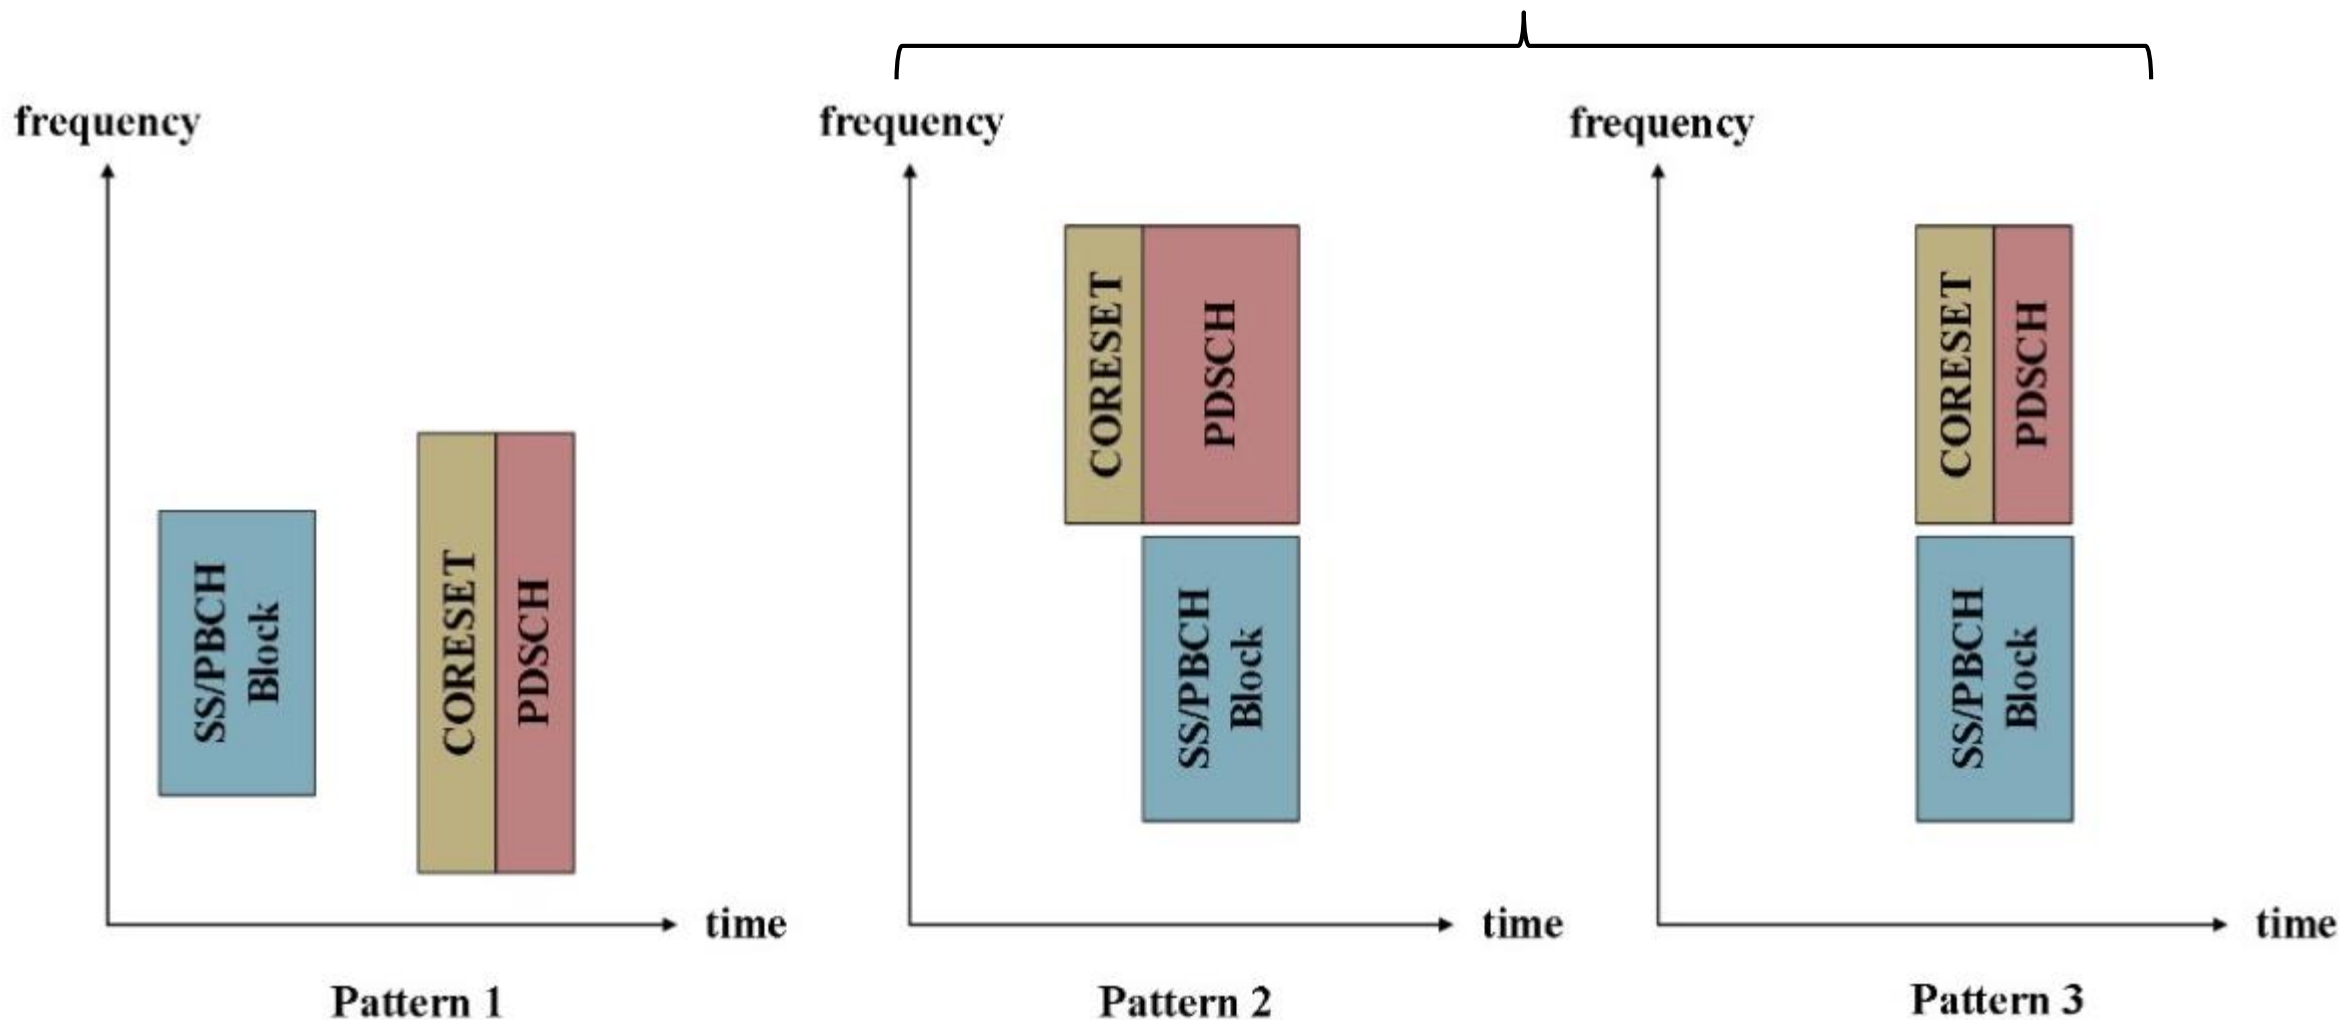 frequency
SS/PBCH
Block
CORESET
PDSCH
time
Pattern 1
frequency
CORESET
PDSCH
SS/PBCH
Block
time
Pattern 2
frequency
CORESET
PDSCH
SS/PBCH
Block
time
Pattern 3